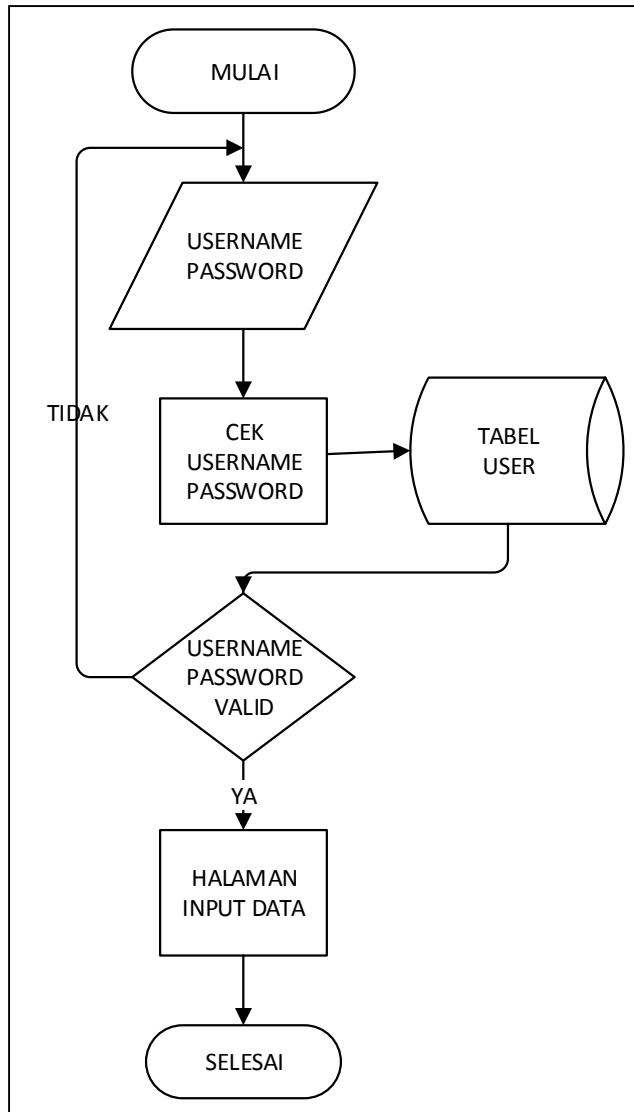 MULAI
USERNAME
PASSWORD
CEK
USERNAME
PASSWORD
TABEL
USER
TIDAK
USERNAME
PASSWORD
VALID
YA
HALAMAN
INPUT DATA
SELESAI